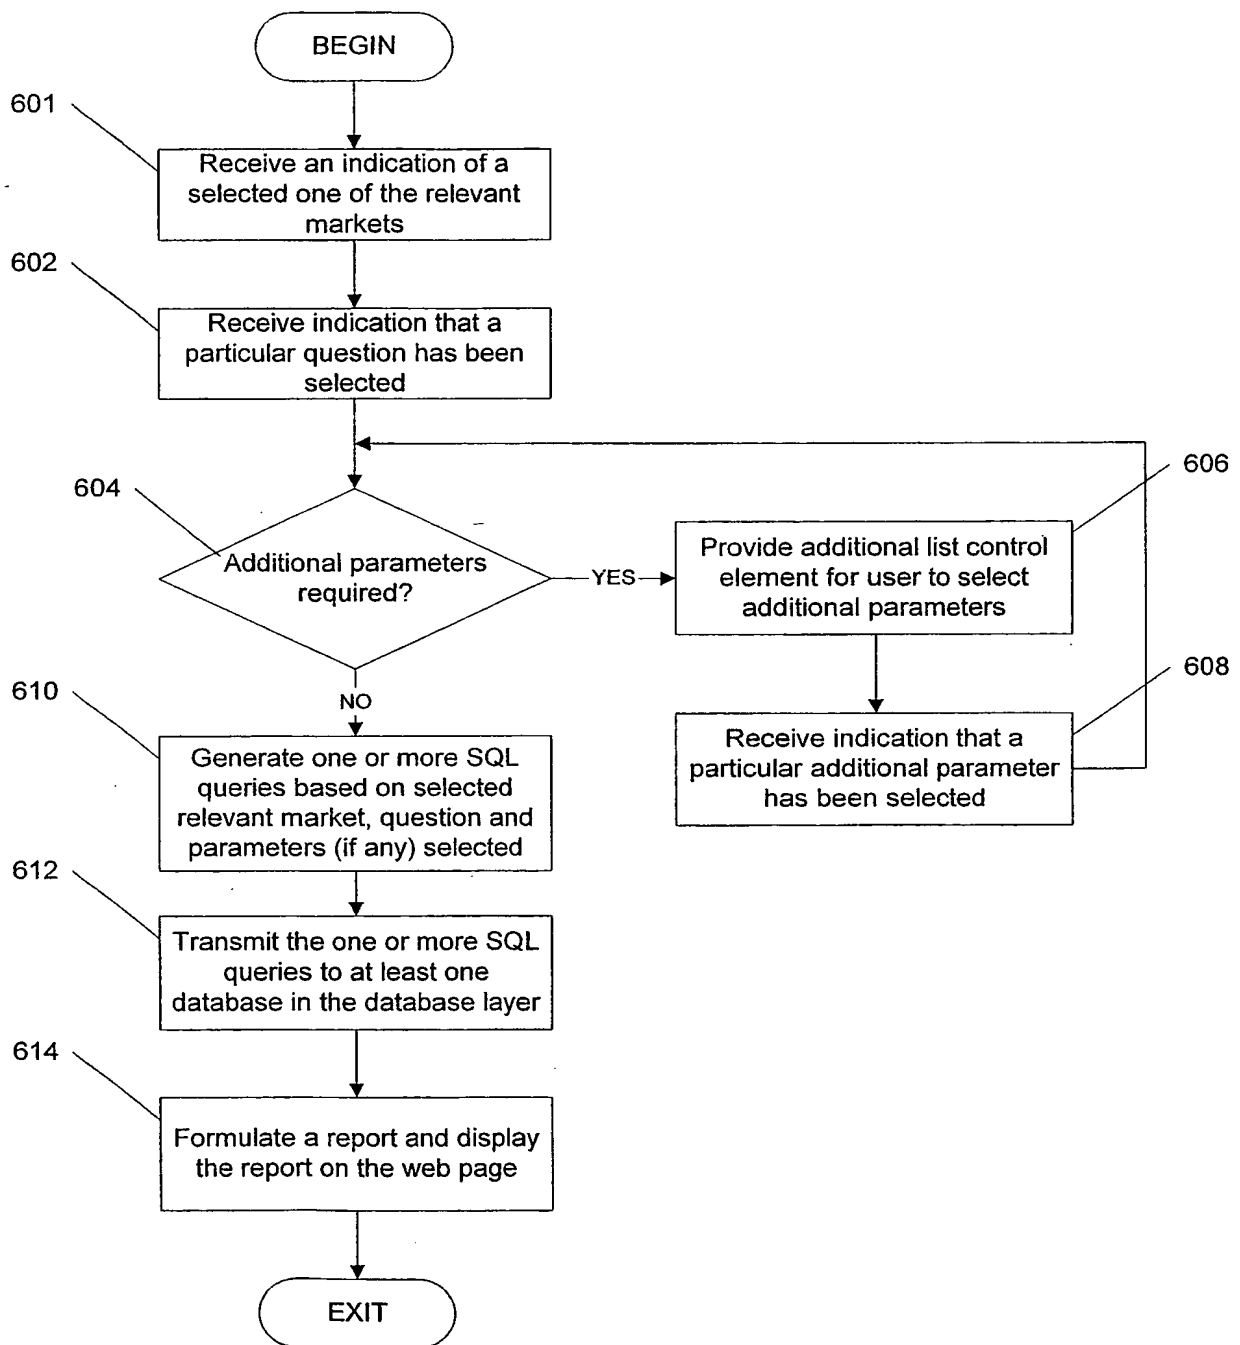 BEGIN
601
Receive an indication of a
selected one of the relevant
markets
602
Receive indication that a
particular question has been
selected
604
Additional parameters
required?
YES
606
Provide additional list control
element for user to select
additional parameters
608
Receive indication that a
particular additional parameter
has been selected
NO
610
Generate one or more SQL
queries based on selected
relevant market, question and
parameters (if any) selected
612
Transmit the one or more SQL
queries to at least one
database in the database layer
614
Formulate a report and display
the report on the web page
EXIT